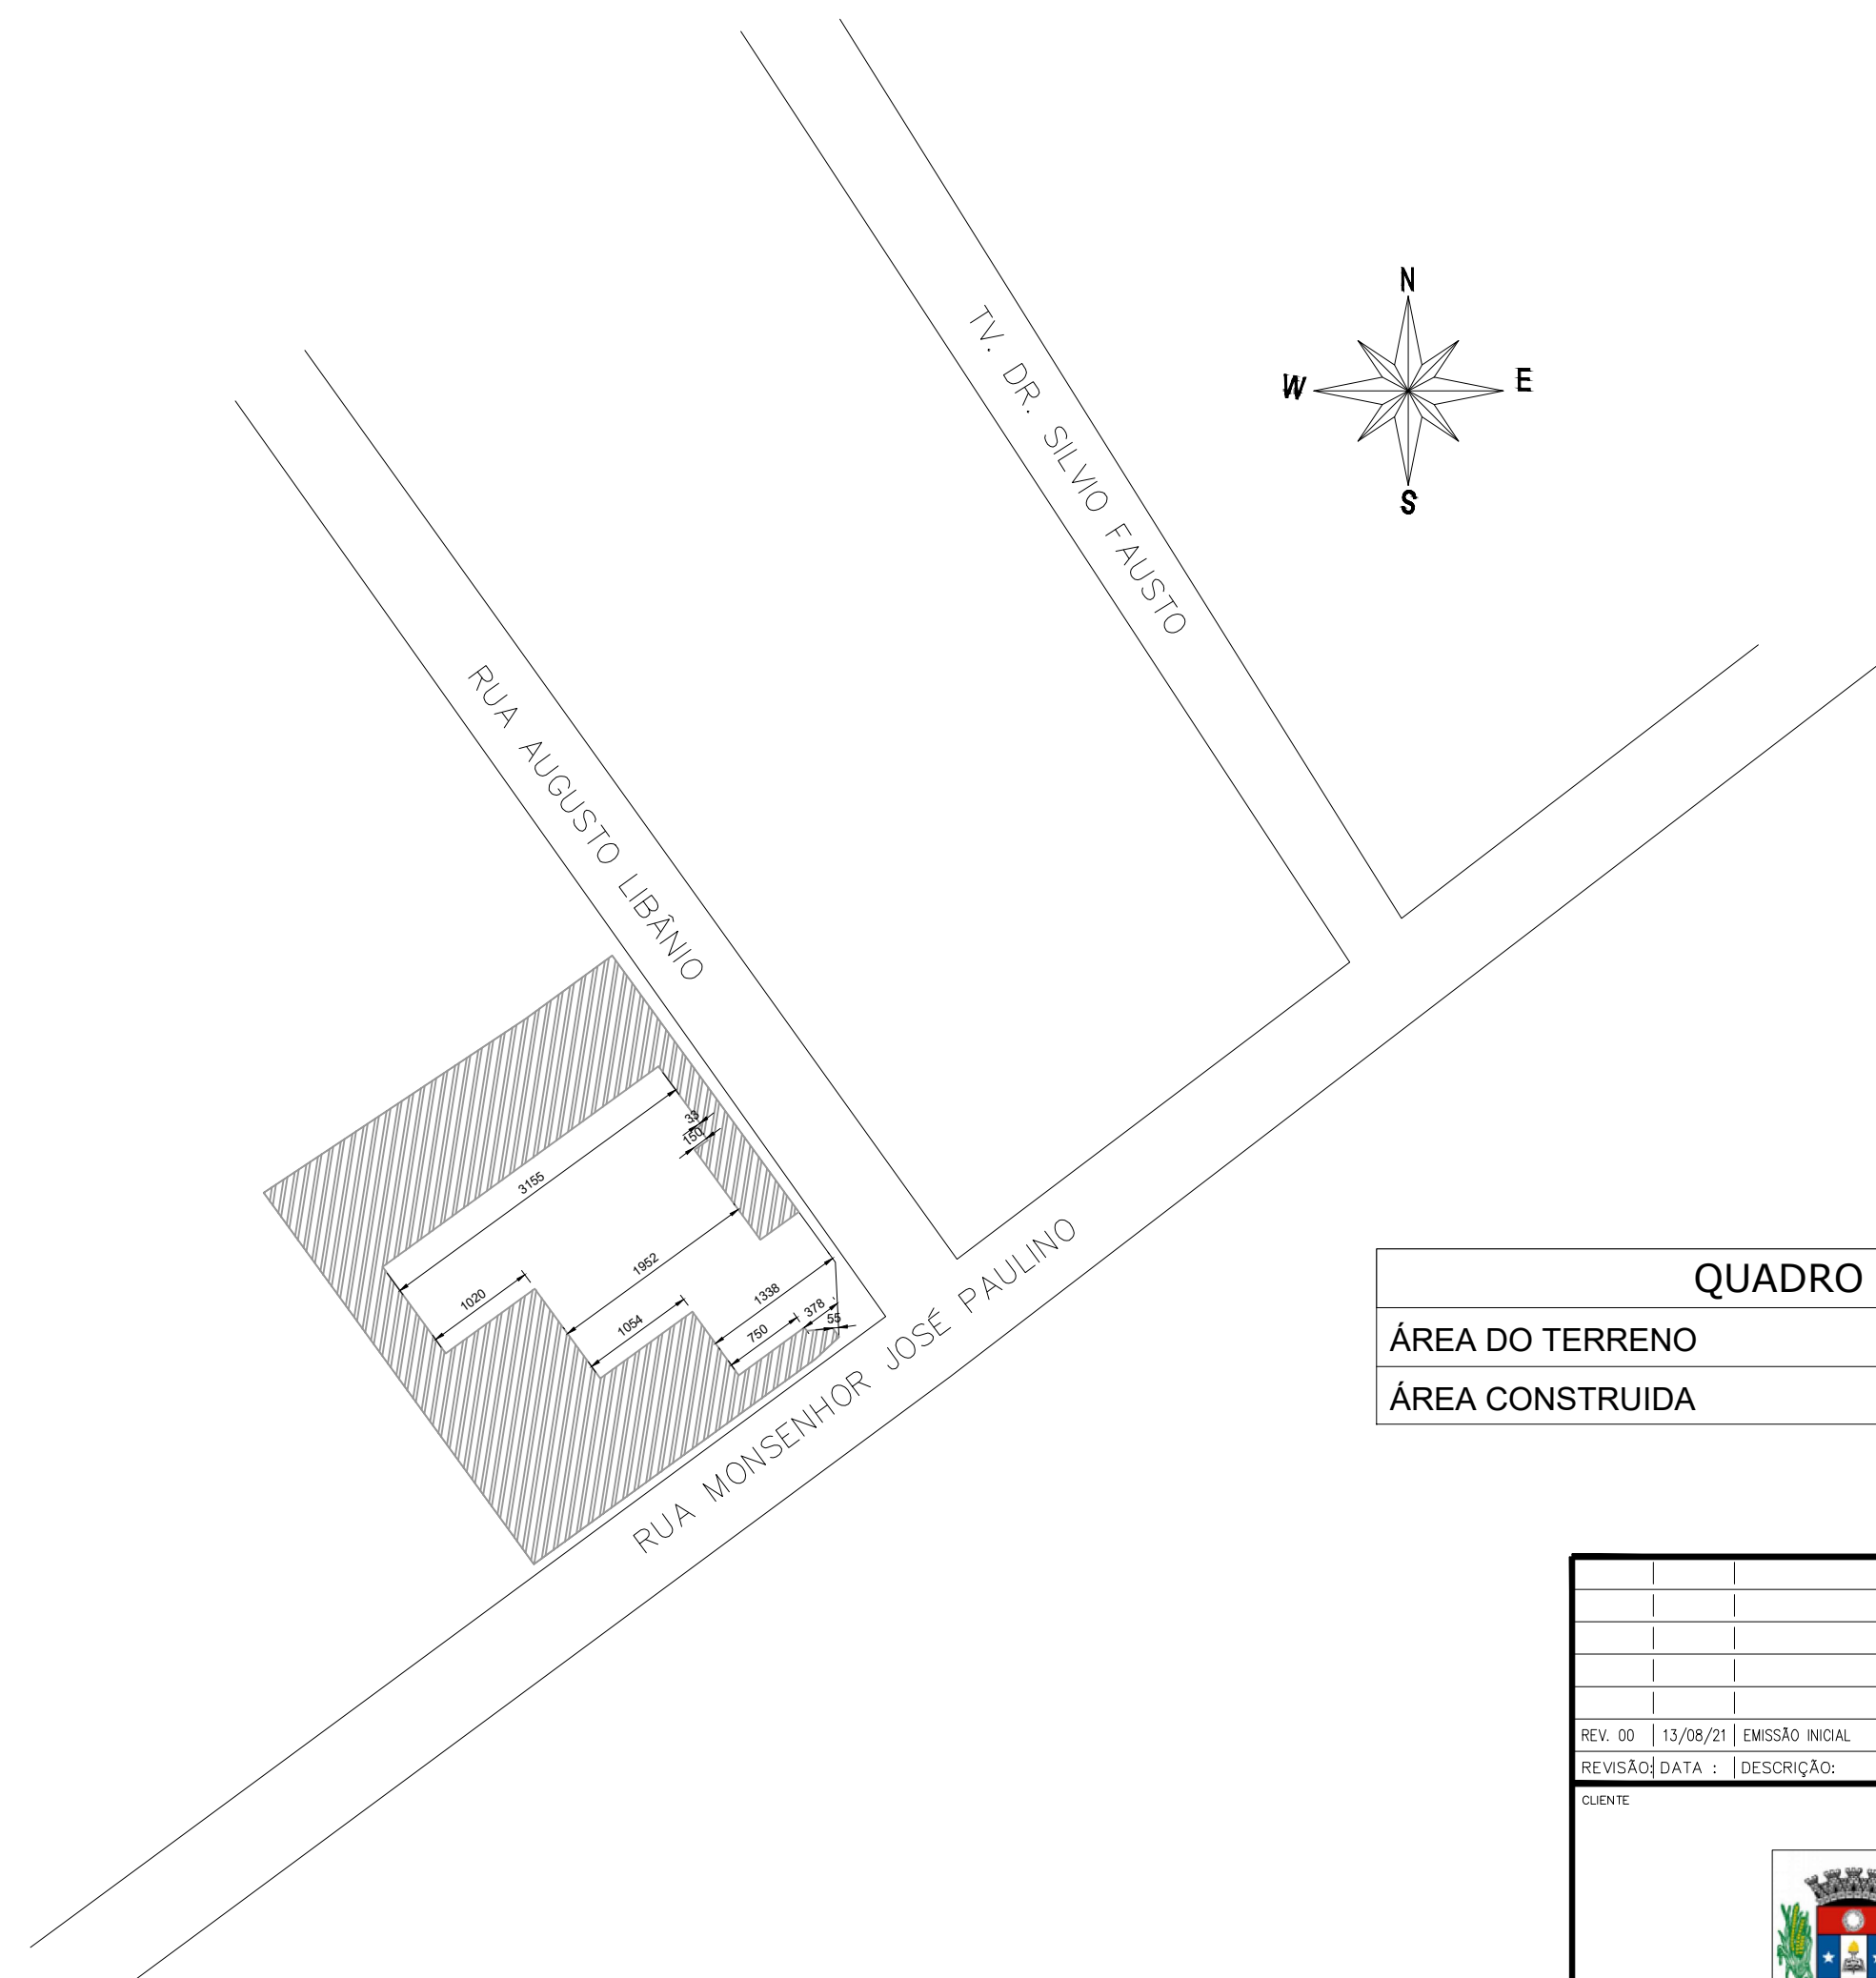 N
TV. DR. SILVIO FAUSTO
W
E
S
RUA AUGUSTO LIBÂNIO
33
150
3155
1952
1020
1338
378
1054
750
55
RUA MONSENHOR JOSÉ PAULINO
QUADRO
ÁREA DO TERRENO
ÁREA CONSTRUIDA
REV. 00 13/08/21 EMISSÃO INICIAL
REVISÃO: DATA : DESCRIÇÃO:
CLIENTE